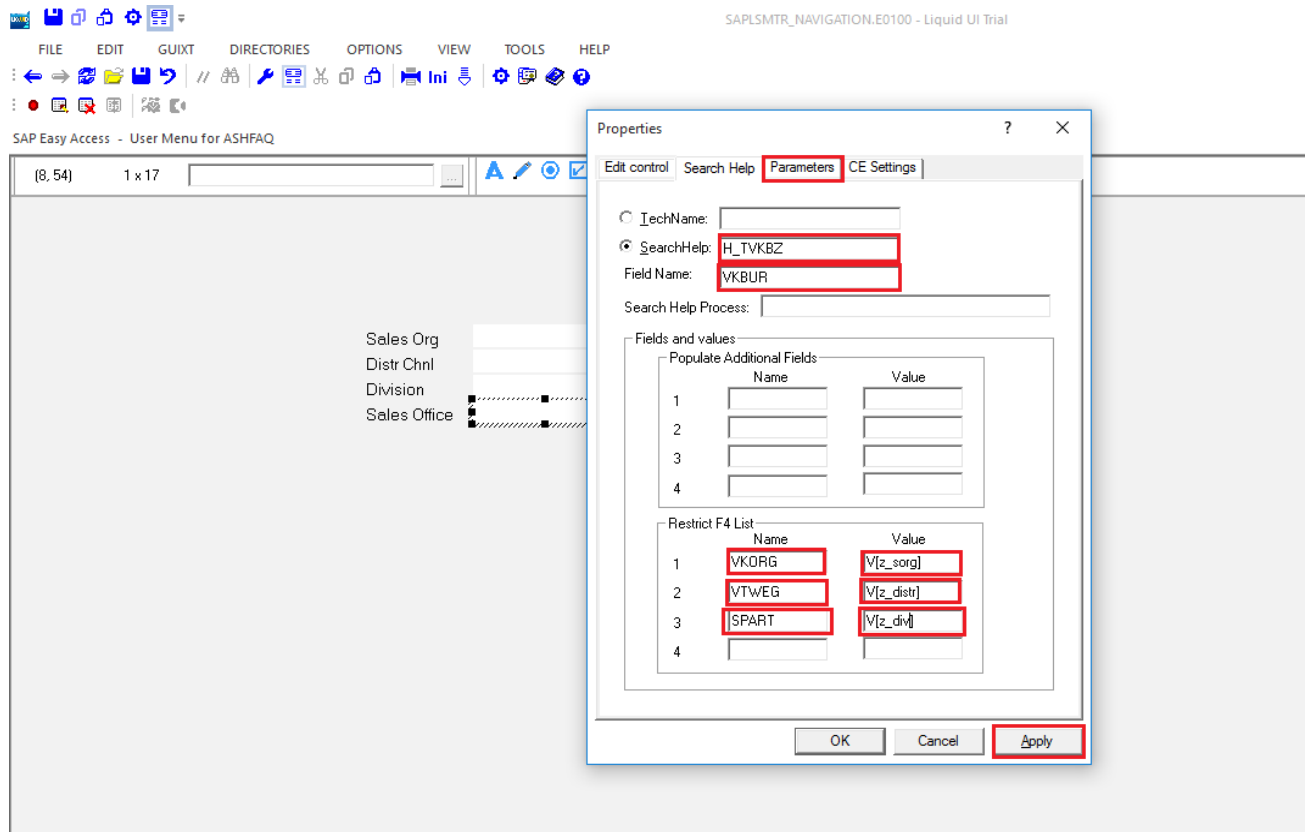 SAPLSMTR_NAVIGATION.E0100 - Liquid UI Trial
FILE EDIT GUIXT DIRECTORIES OPTIONS VIEW TOOLS HELP
Ini
SAP Easy Access - User Menu for ASHFAQ
(8, 54) 1 x 17 ...
Sales Org
Distr Chnl
Division
Sales Office
Properties
Edit control Search Help Parameters CE Settings
TechName:
SearchHelp: H_TVKBZ
Field Name: VKBUR
Search Help Process:
Fields and values
Populate Additional Fields
Name Value
1
2
3
4
Restrict F4 List
Name Value
1 VKORG V[z_sorg]
2 VTWEG V[z_distr]
3 SPART V[z_div]
4
OK Cancel Apply